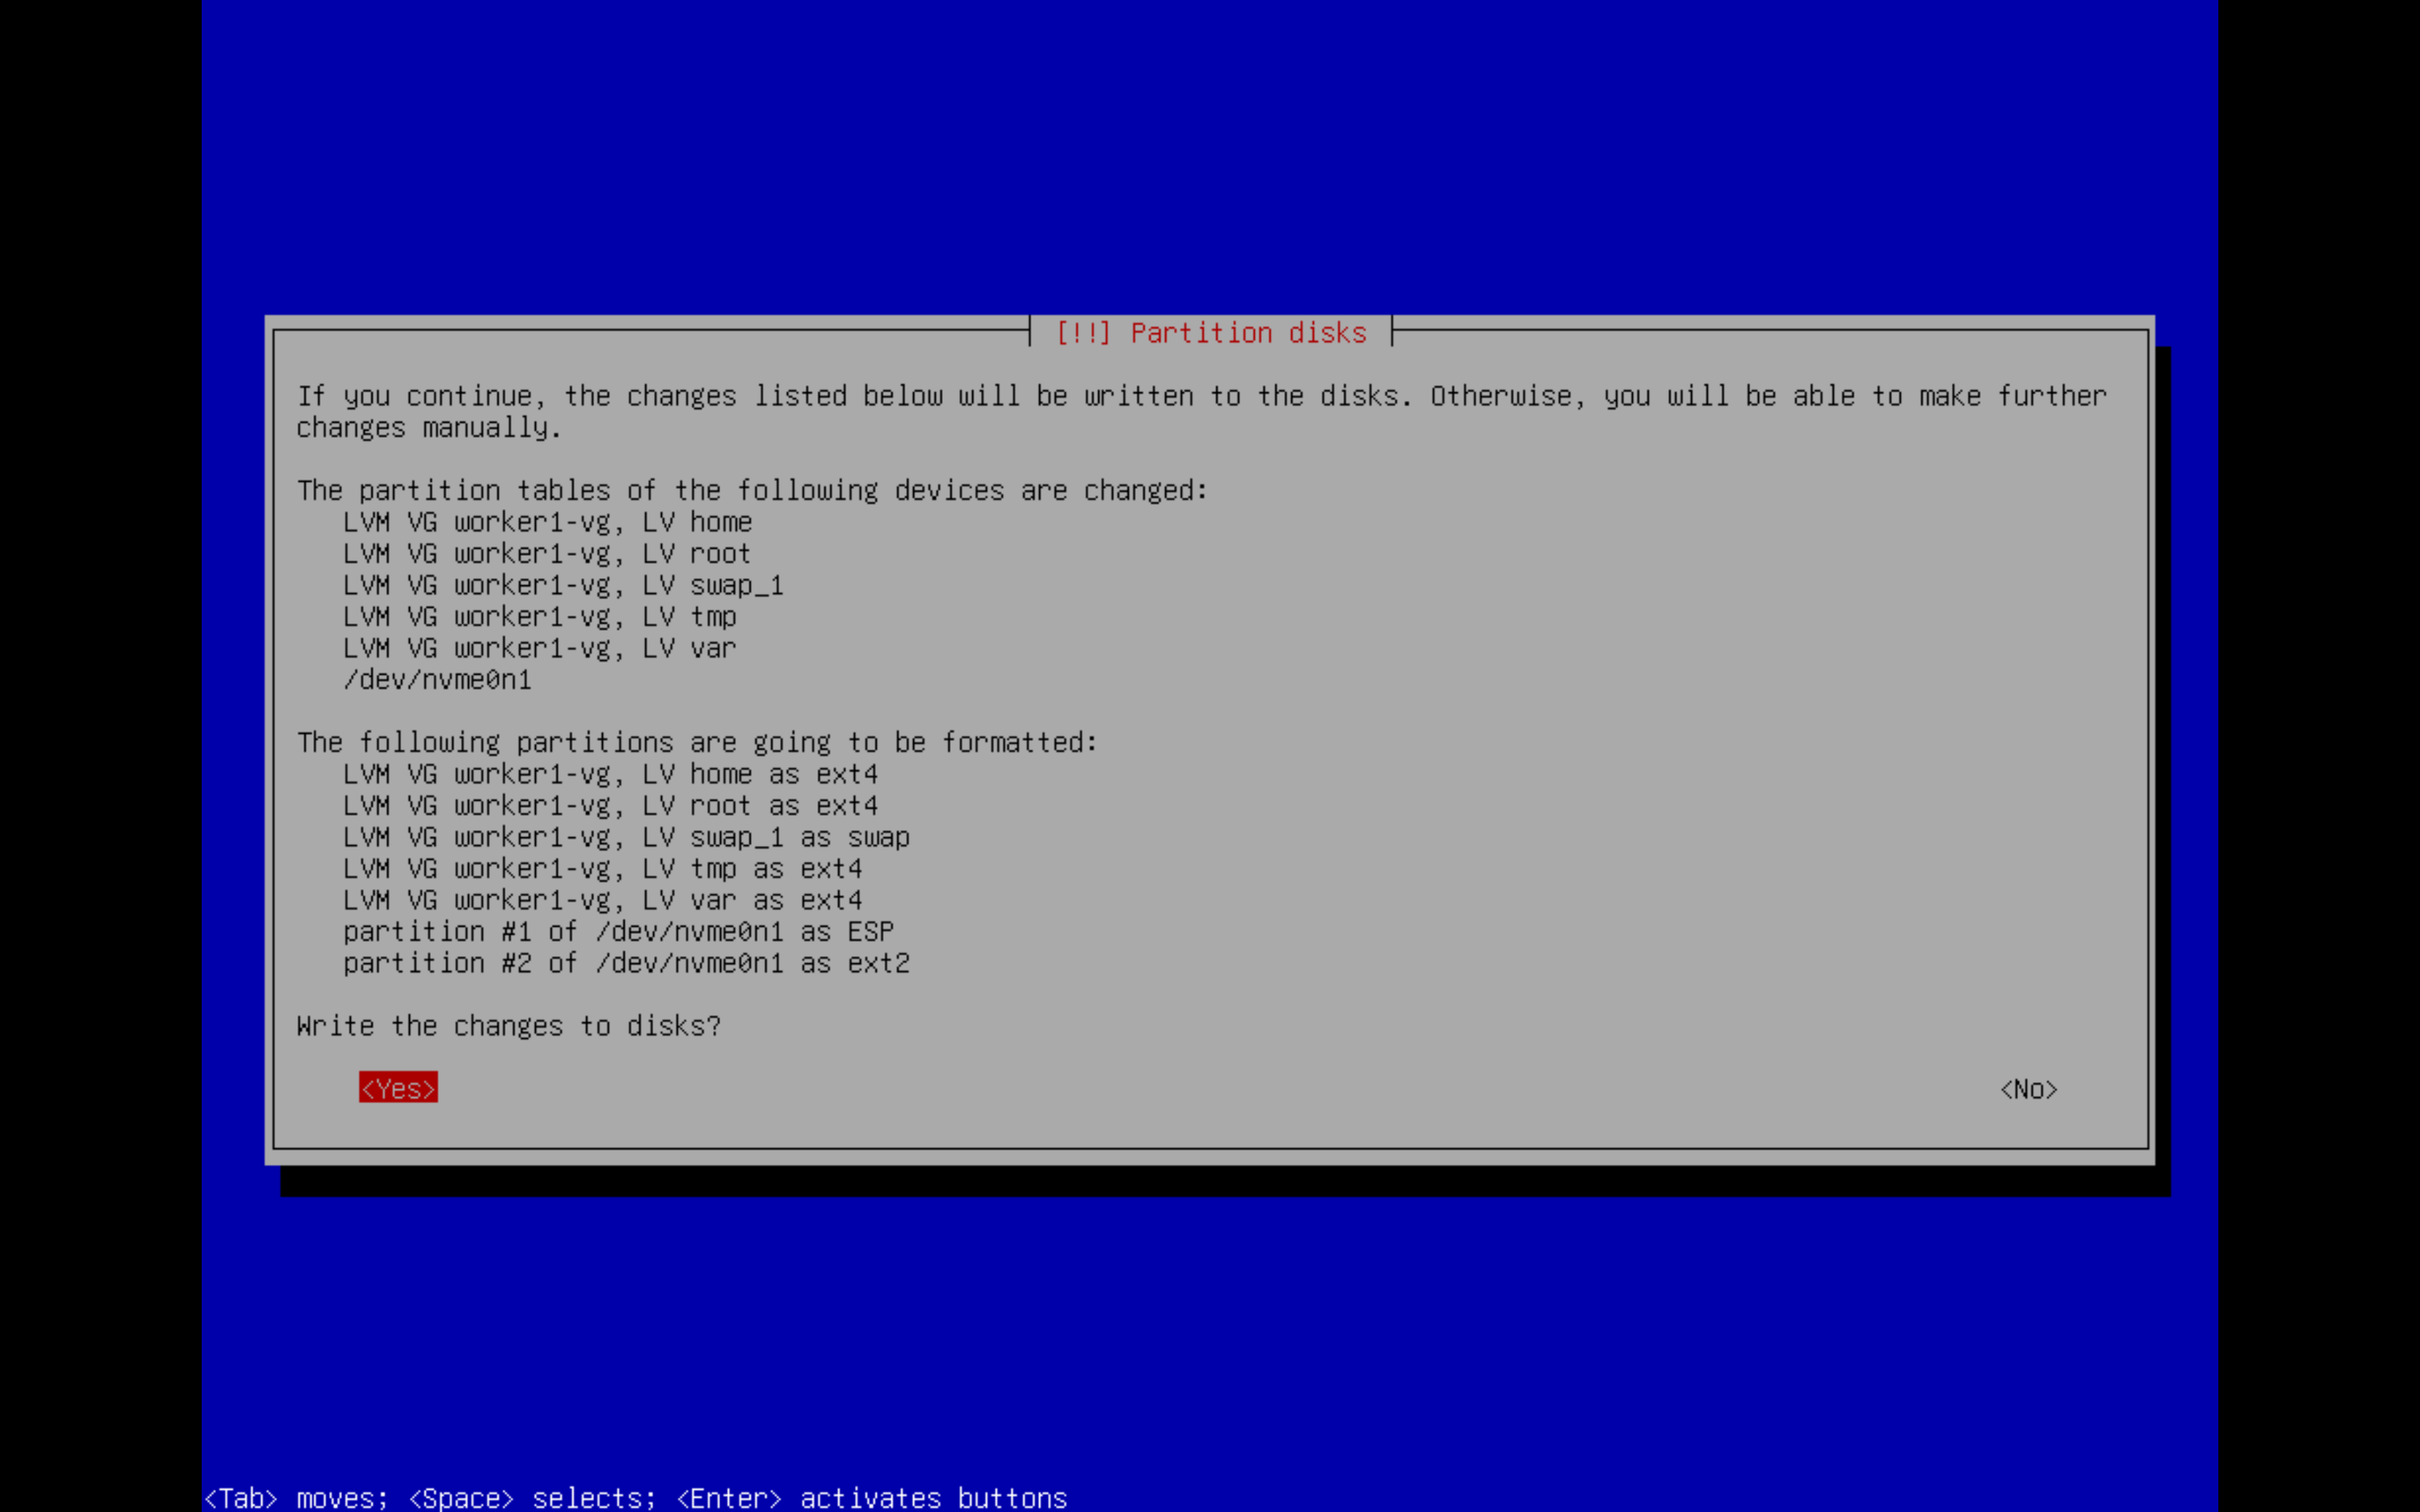 [!!] Partition disks
If you continue, the changes listed below will be written to the disks. Otherwise, you will be able to make further
changes manually.
The partition tables of the following devices are changed:
LVM VG worker1-vg, LV home
LVM VG worker1-vg, LV root
LVM VG worker1-vg, LV swap_1
LVM VG worker1-vg, LV tmp
LVM VG worker1-vg, LV var
/dev/nvme0n1
The following partitions are going to be formatted:
LVM VG worker1-vg, LV home as ext4
LVM VG worker1-vg, LV root as ext4
LVM VG worker1-vg, LV swap_1 as swap
LVM VG worker1-vg, LV tmp as ext4
LVM VG worker1-vg, LV var as ext4
partition #1 of /dev/nvme0n1 as ESP
partition #2 of /dev/nvme0n1 as ext2
Write the changes to disks?
<Yes> <No>
<Tab> moves; <Space> selects; <Enter> activates buttons